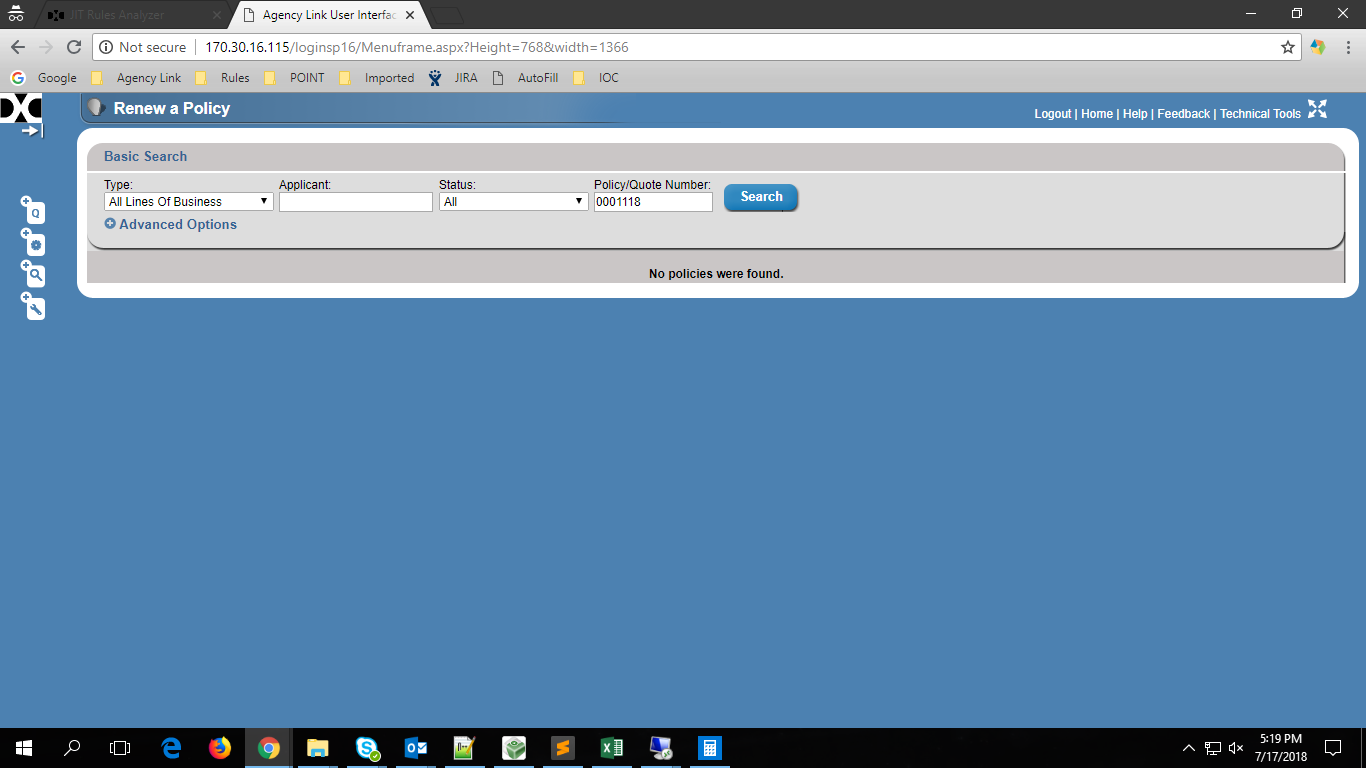 JIT Rules Analyzer
Agency Link User Interfac
Not secure 170.30.16.115/loginsp16/Menuframe.aspx?Height=768&width=1366
Google Agency Link Rules POINT Imported JIRA AutoFill IOC
DXC
Renew a Policy
Logout | Home | Help | Feedback | Technical Tools
Basic Search
Type: Applicant: Status: Policy/Quote Number:
All Lines Of Business All 0001118 Search
Advanced Options
No policies were found.
Q
5:19 PM
7/17/2018